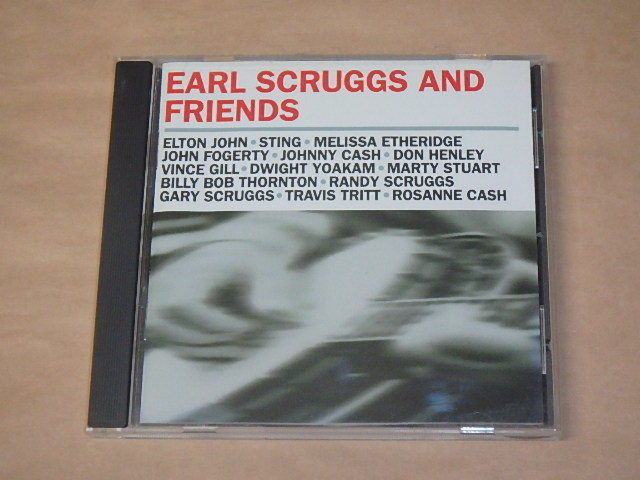 EARL SCRUGGS AND
FRIENDS
ELTON JOHN • STING • MELISSA ETHERIDGE
JOHN FOGERTY • JOHNNY CASH • DON HENLEY
VINCE GILL • DWIGHT YOAKAM • MARTY STUART
BILLY BOB THORNTON • RANDY SCRUGGS
GARY SCRUGGS • TRAVIS TRITT • ROSANNE CASH